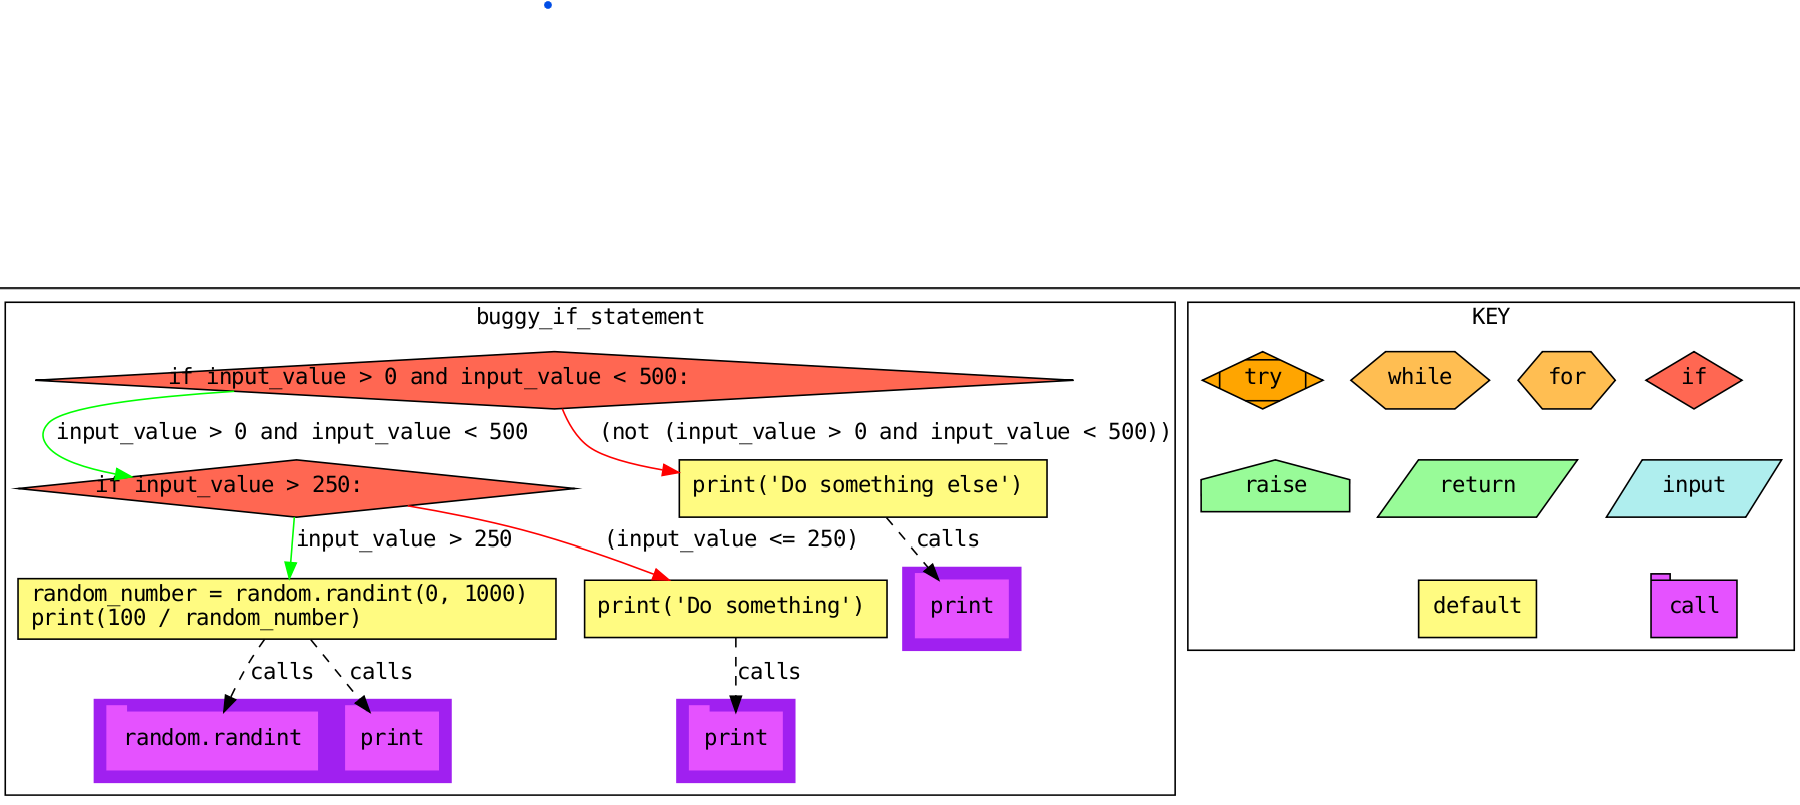 buggy_if_statement
if input_value > 0 and input_value < 500:
input_value > 0 and input_value < 500
(not (input_value > 0 and input_value < 500))
if input_value > 250:
print('Do something else')
input_value > 250
(input_value <= 250)
calls
random_number = random.randint(0, 1000)
print(100 / random_number)
print('Do something')
print
calls
calls
calls
random.randint
print
print
KEY
try
while
for
if
raise
return
input
default
call